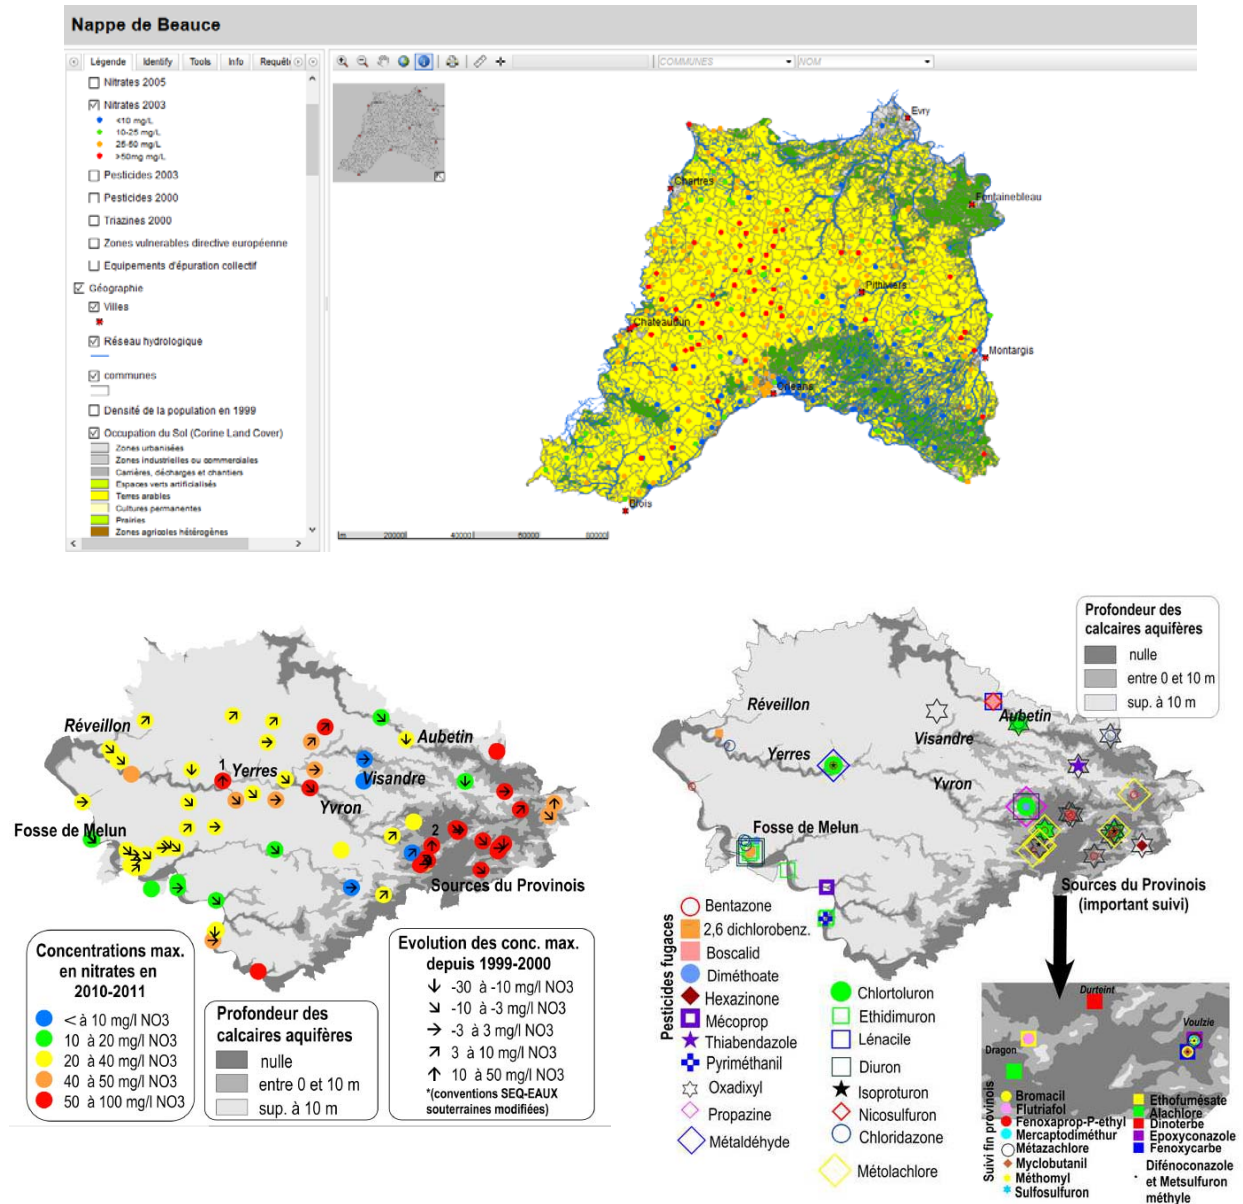 Nappe de Beauce
Légende Identify Tools Info Requêt
COMMUNES NOM
Nitrates 2005
Nitrates 2003
<10 mg/L
10-25 mg/L
25-50 mg/L
>50mg mg/L
Pesticides 2003
Pesticides 2000
Triazines 2000
Zones vulnerables directive européenne
Equipements d'épuration collectif
Géographie
Villes
Réseau hydrologique
communes
Densité de la population en 1999
Occupation du Sol (Corine Land Cover)
Zones urbanisées
Zones industrielles ou commerciales
Carrières, décharges et chantiers
Espaces verts artificialisés
Terres arables
Cultures permanentes
Prairies
Zones agricoles hétérogènes
Evry
Chartres
Fontainebleau
Pithiviers
Chateaudun
Montargis
Orleans
Blois
m 20000 40000 60000 80000
Réveillon
Aubetin
1 Yerres
Visandre
Yvron
Fosse de Melun
2
Sources du Provinois
Concentrations max.
en nitrates en
2010-2011
< à 10 mg/l NO3
10 à 20 mg/l NO3
20 à 40 mg/l NO3
40 à 50 mg/l NO3
50 à 100 mg/l NO3
Profondeur des
calcaires aquifères
nulle
entre 0 et 10 m
sup. à 10 m
Evolution des conc. max.
depuis 1999-2000
-30 à -10 mg/l NO3
-10 à -3 mg/l NO3
-3 à 3 mg/l NO3
3 à 10 mg/l NO3
10 à 50 mg/l NO3
*(conventions SEQ-EAUX
souterraines modifiées)
Profondeur des
calcaires aquifères
nulle
entre 0 et 10 m
sup. à 10 m
Réveillon
Aubetin
Visandre
Yerres
Yvron
Fosse de Melun
Sources du Provinois
(important suivi)
Pesticides fugaces
Bentazone
2,6 dichlorobenz.
Boscalid
Diméthoate
Hexazinone
Mécoprop
Thiabendazole
Pyriméthanil
Oxadixyl
Propazine
Métaldéhyde
Chlortoluron
Ethidimuron
Lénacile
Diuron
Isoproturon
Nicosulfuron
Chloridazone
Métolachlore
Durteint
Voulzie
Dragon
Suivi fin provinois
Bromacil
Flutriafol
Fenoxaprop-P-ethyl
Mercaptodiméthur
Métazachlore
Myclobutanil
Méthomyl
Sulfosulfuron
Ethofumésate
Alachlore
Dinoterbe
Epoxyconazole
Fenoxycarbe
Difénoconazole
et Metsulfuron
méthyle